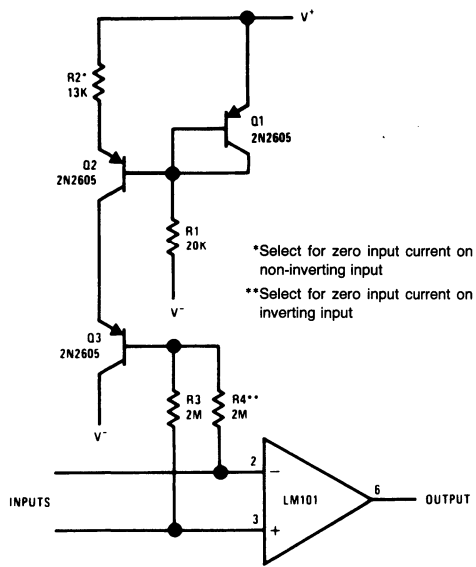 V+
R2*
13K
Q1
2N2605
Q2
2N2605
R1
20K
*Select for zero input current on
non-inverting input
V-
**Select for zero input current on
inverting input
Q3
2N2605
R3
2M
R4**
2M
V-
2
-
LM101
6
OUTPUT
INPUTS
3
+